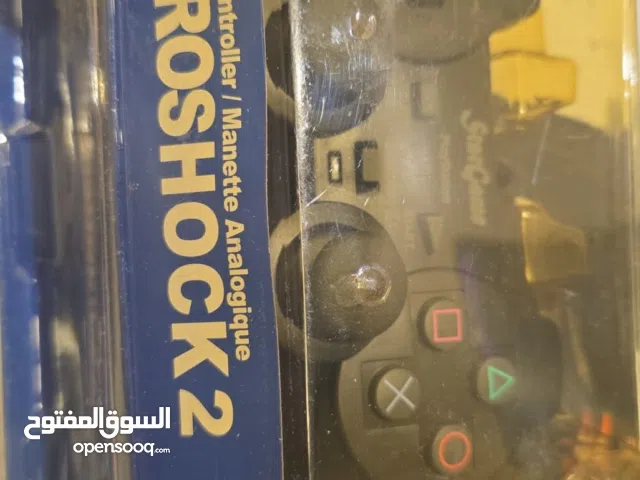 ntroller / Manette Analogique
ROSHOCK 2
السوق المفتوح
opensooq.com